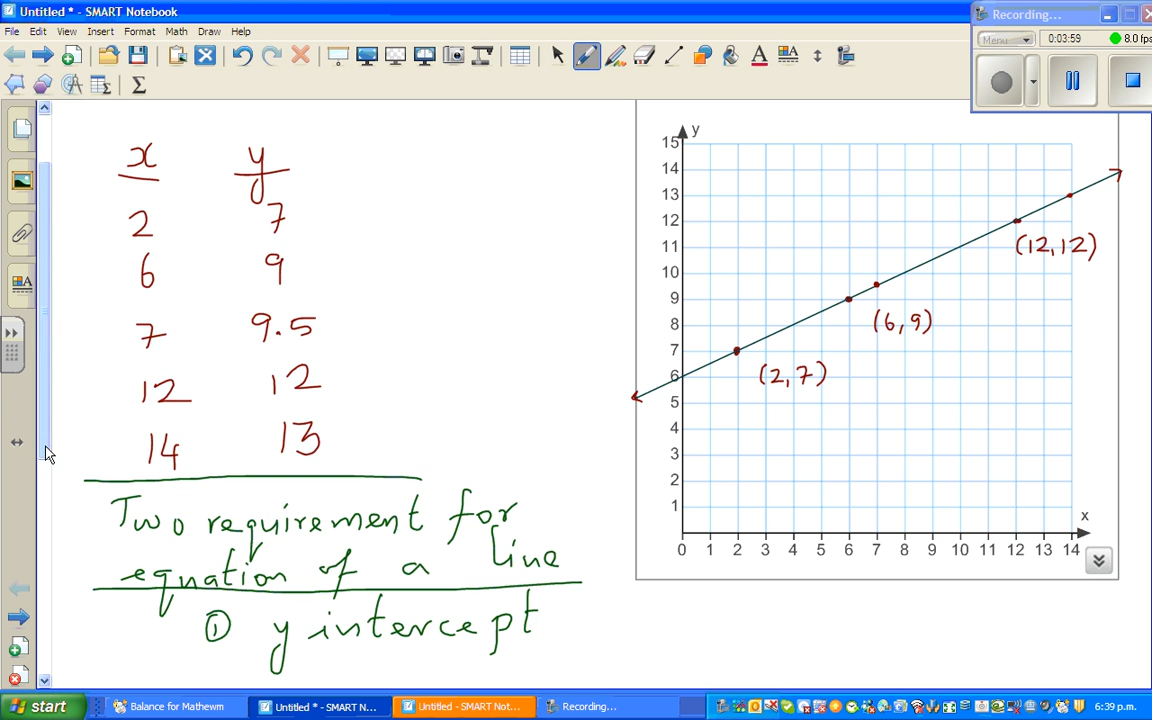 Untitled * - SMART Notebook
Recording...
File Edit View Insert Format Math Draw Help
Menu
0:03:59
8.0 fps
x y
2 7
6 9
7 9.5
12 12
14 13
Two requirement for
equation of a line
① y intercept
y
15
14
13
12
11
10
9
8
7
6
5
4
3
2
1
(12,12)
(6,9)
(2,7)
x
0 1 2 3 4 5 6 7 8 9 10 11 12 13 14
start
Balance for Mathewm
Untitled * - SMART N...
Untitled - SMART Not...
Recording...
6:39 p.m.